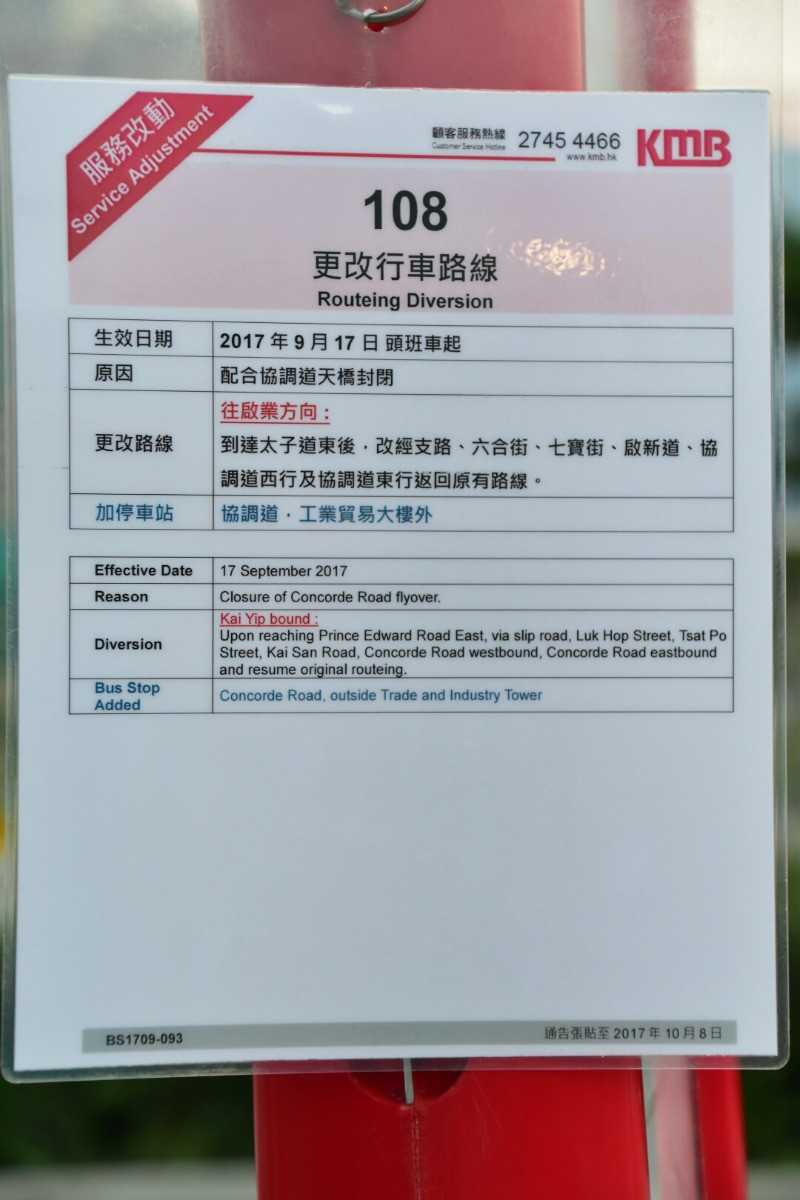 服務改動
Service Adjustment
顧客服務熱線 2745 4466
Customer Service Hotline
www.kmb.hk
KMB
108
更改行車路線
Routeing Diversion
生效日期 2017 年 9 月 17 日 頭班車起
原因 配合協調道天橋封閉
往啟業方向：
更改路線 到達太子道東後，改經支路、六合街、七寶街、啟新道、協
調道西行及協調道東行返回原有路線。
加停車站 協調道，工業貿易大樓外
Effective Date 17 September 2017
Reason Closure of Concorde Road flyover.
Kai Yip bound :
Diversion Upon reaching Prince Edward Road East, via slip road, Luk Hop Street, Tsat Po
Street, Kai San Road, Concorde Road westbound, Concorde Road eastbound
and resume original routeing.
Bus Stop
Added Concorde Road, outside Trade and Industry Tower
BS1709-093 通告張貼至 2017 年 10 月 8 日